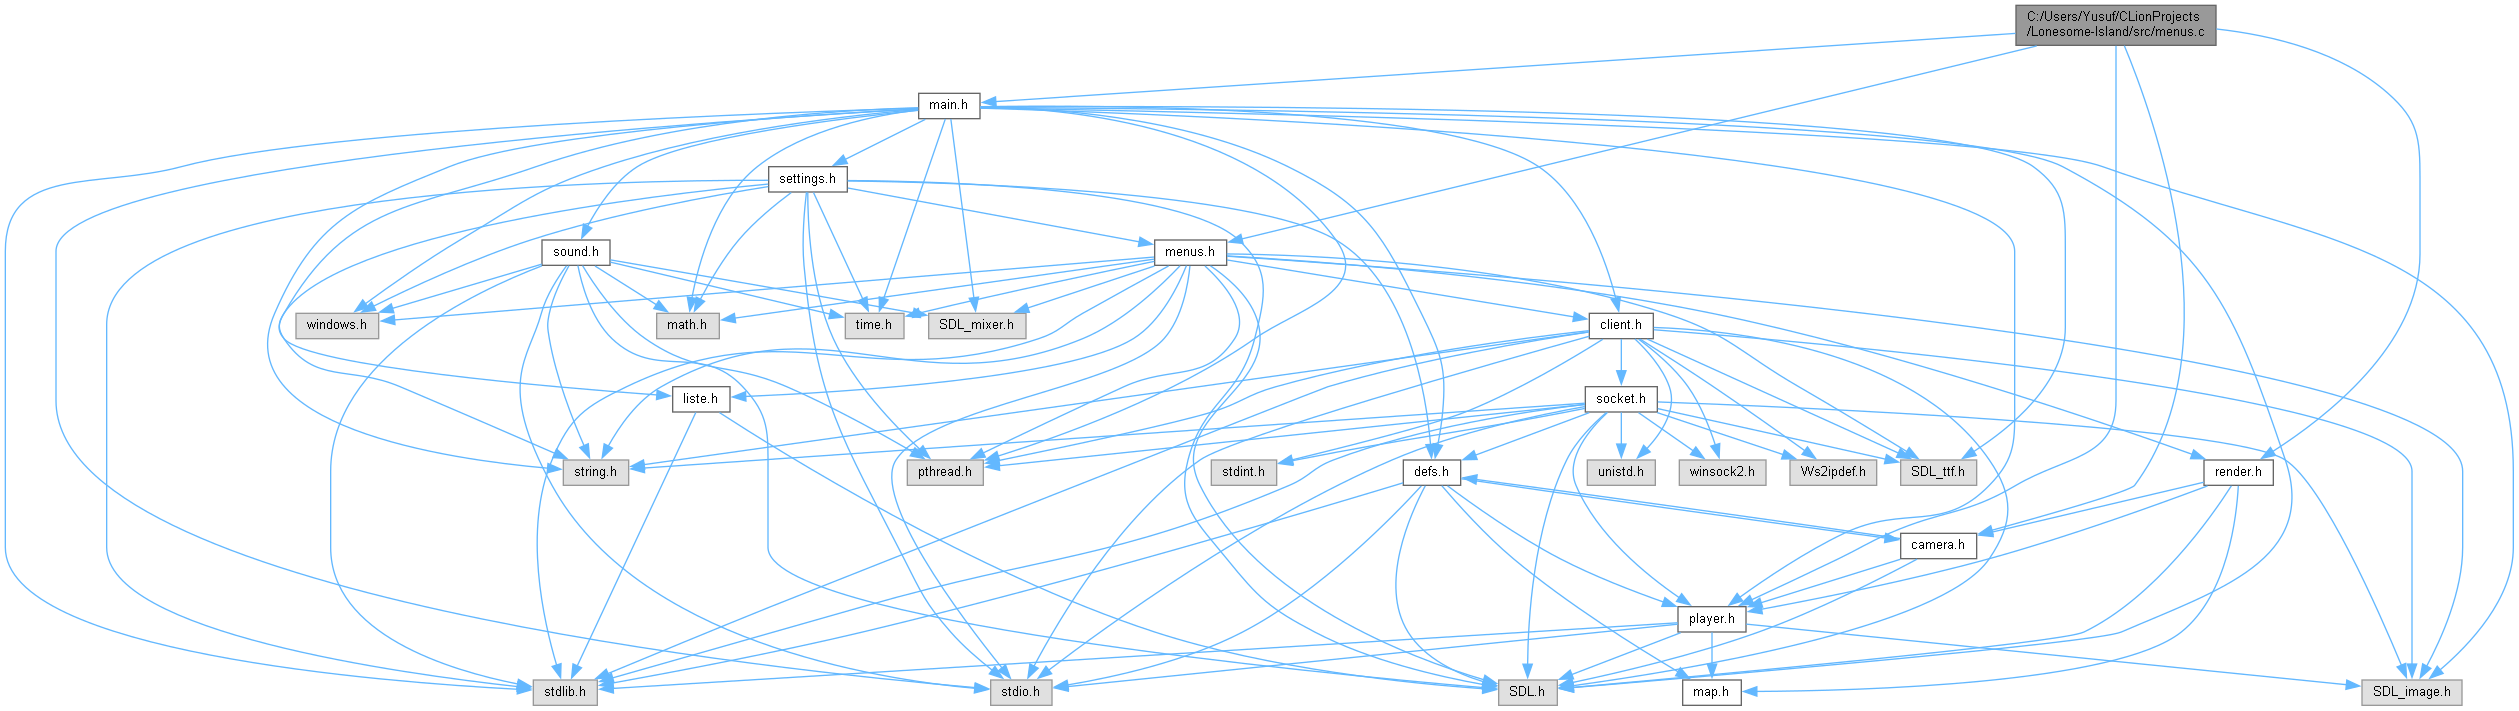 C:/Users/Yusuf/CLionProjects
/Lonesome-Island/src/menus.c
main.h
settings.h
sound.h
menus.h
windows.h
math.h
time.h
SDL_mixer.h
client.h
liste.h
socket.h
string.h
pthread.h
stdint.h
defs.h
unistd.h
winsock2.h
Ws2ipdef.h
SDL_ttf.h
render.h
camera.h
player.h
stdlib.h
stdio.h
SDL.h
map.h
SDL_image.h